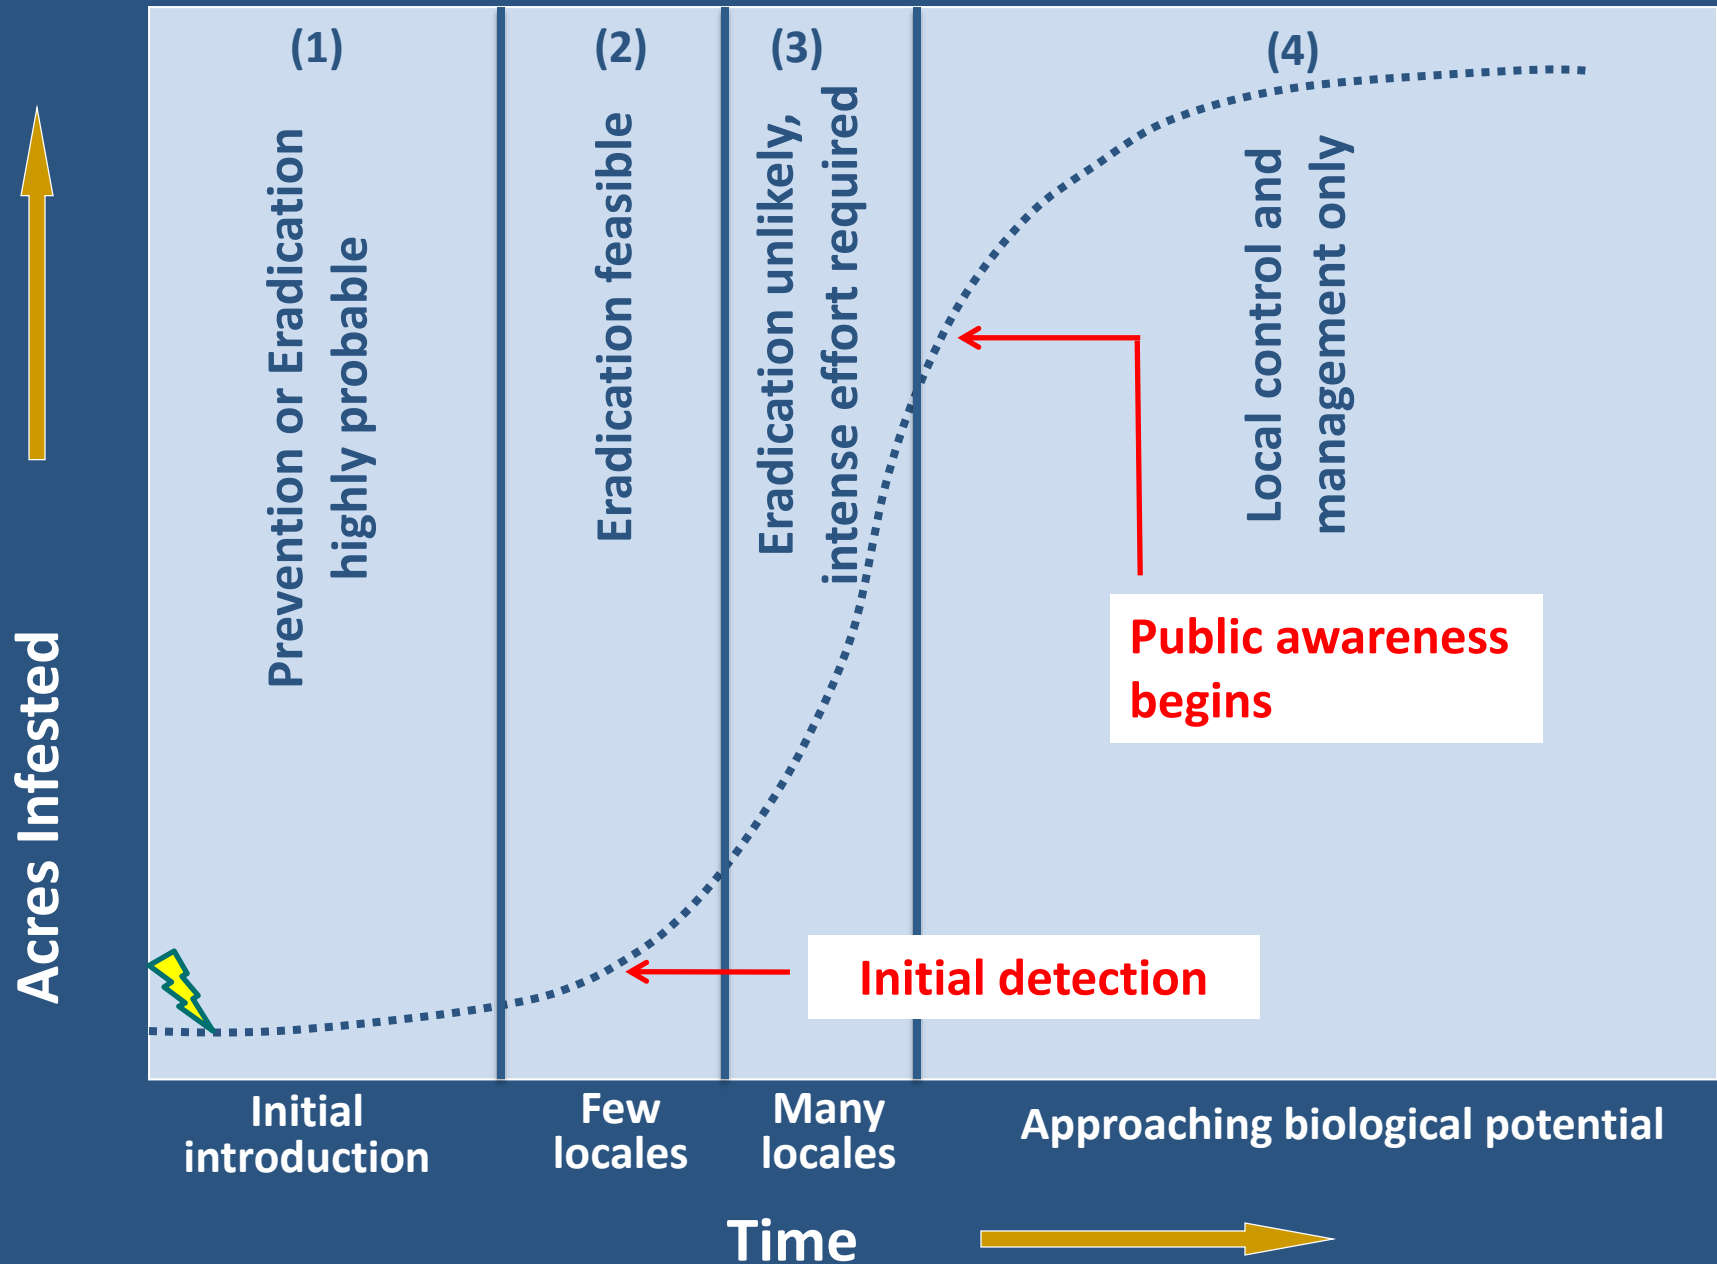 (1)
(2)
(3)
(4)
Prevention or Eradication
highly probable
Eradication feasible
Eradication unlikely,
intense effort required
Local control and
management only
Public awareness
begins
Initial detection
Acres Infested
Initial
introduction
Few
locales
Many
locales
Approaching biological potential
Time